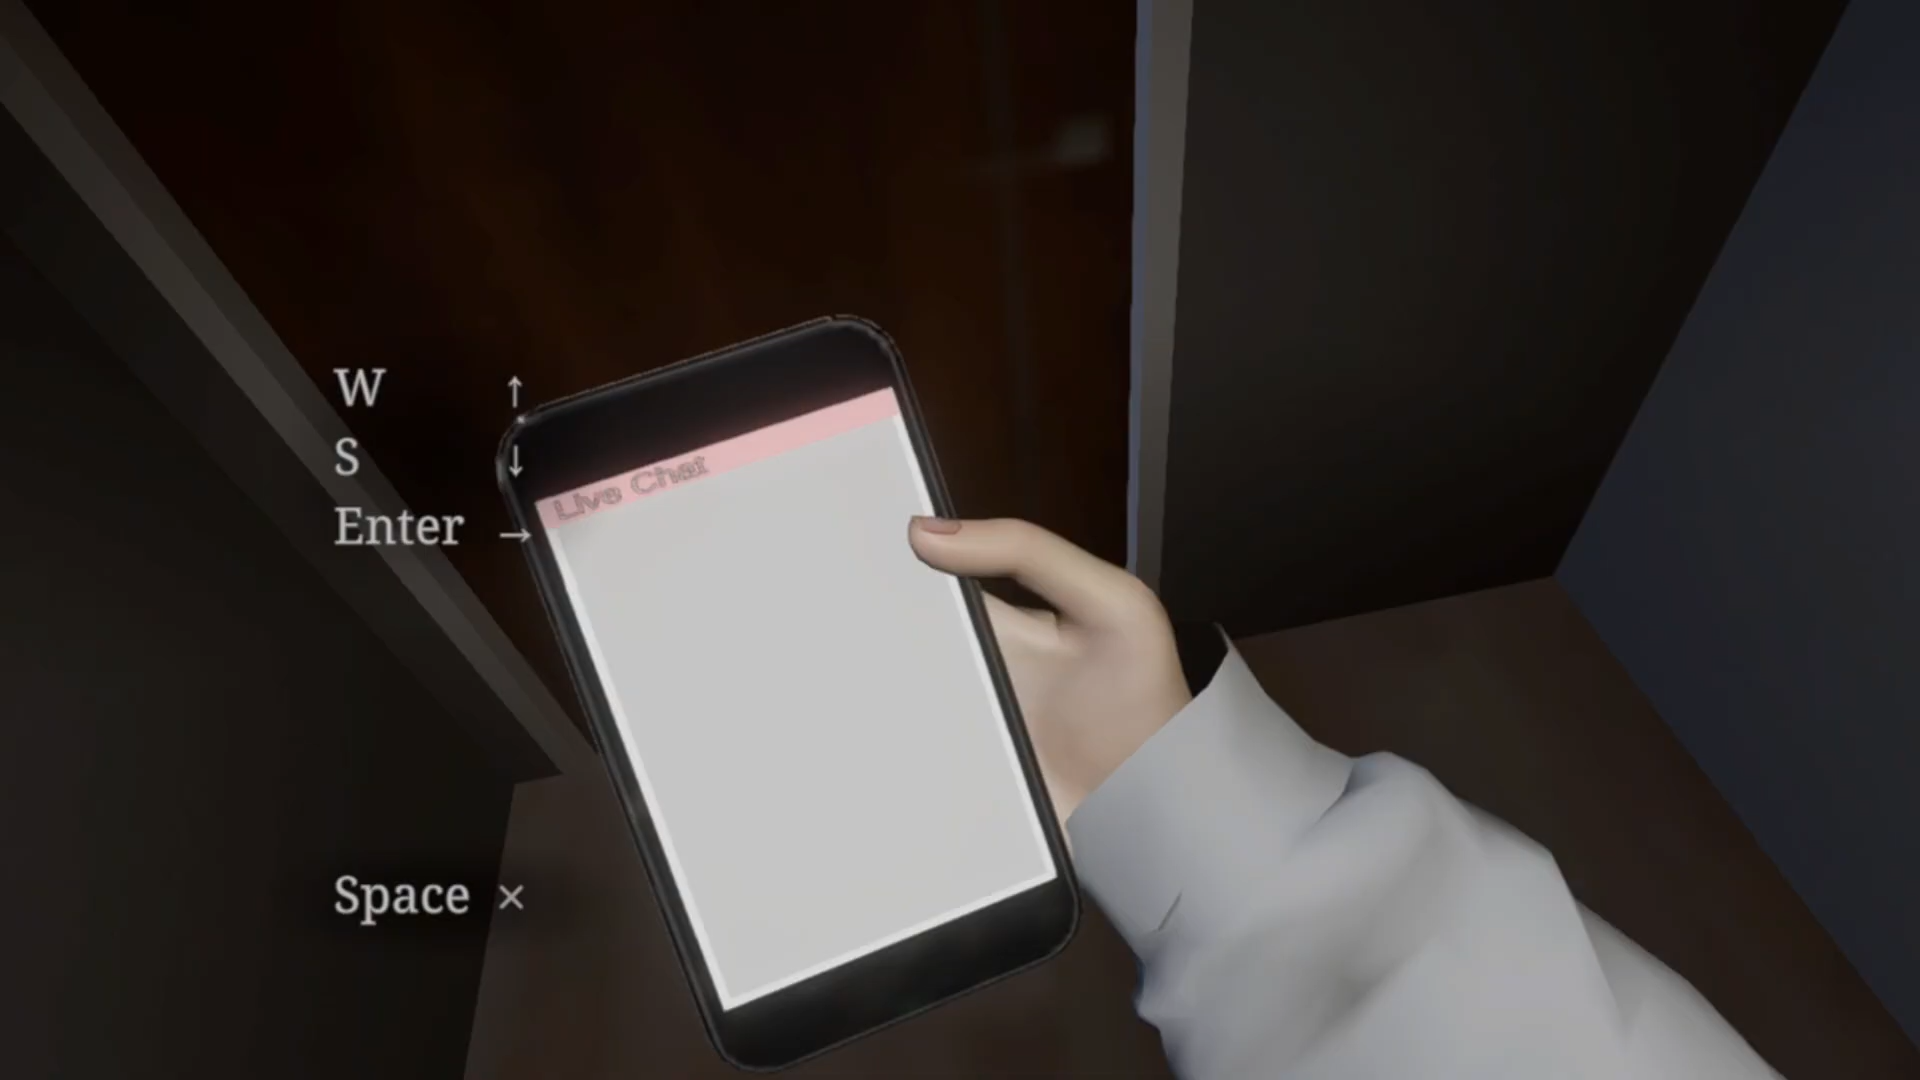 W ↑
S ↓
Enter →
Live Chat
Space ×